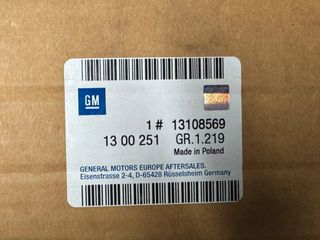 GM
1 # 13108569
13 00 251 GR.1.219
Made in Poland
GENERAL MOTORS EUROPE AFTERSALES.
Eisenstrasse 2-4, D-65428 Rüsselsheim Germany